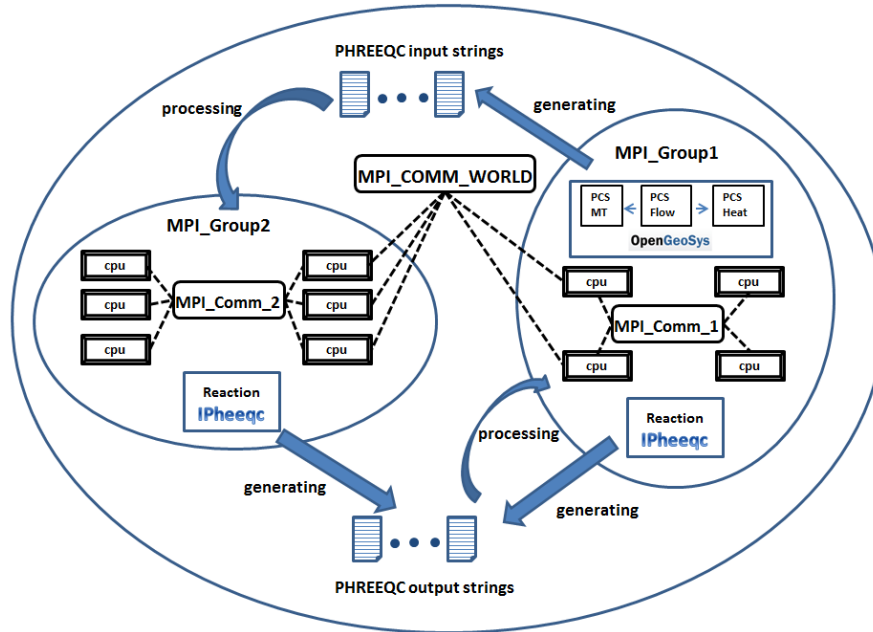 PHREEQC input strings
processing
generating
MPI_Group1
MPI_COMM_WORLD
PCS
MT
PCS
Flow
PCS
Heat
OpenGeoSys
MPI_Group2
cpu
cpu
cpu
cpu
cpu
cpu
MPI_Comm_2
cpu
cpu
MPI_Comm_1
cpu
cpu
Reaction
IPheeqc
Reaction
IPheeqc
processing
generating
generating
PHREEQC output strings